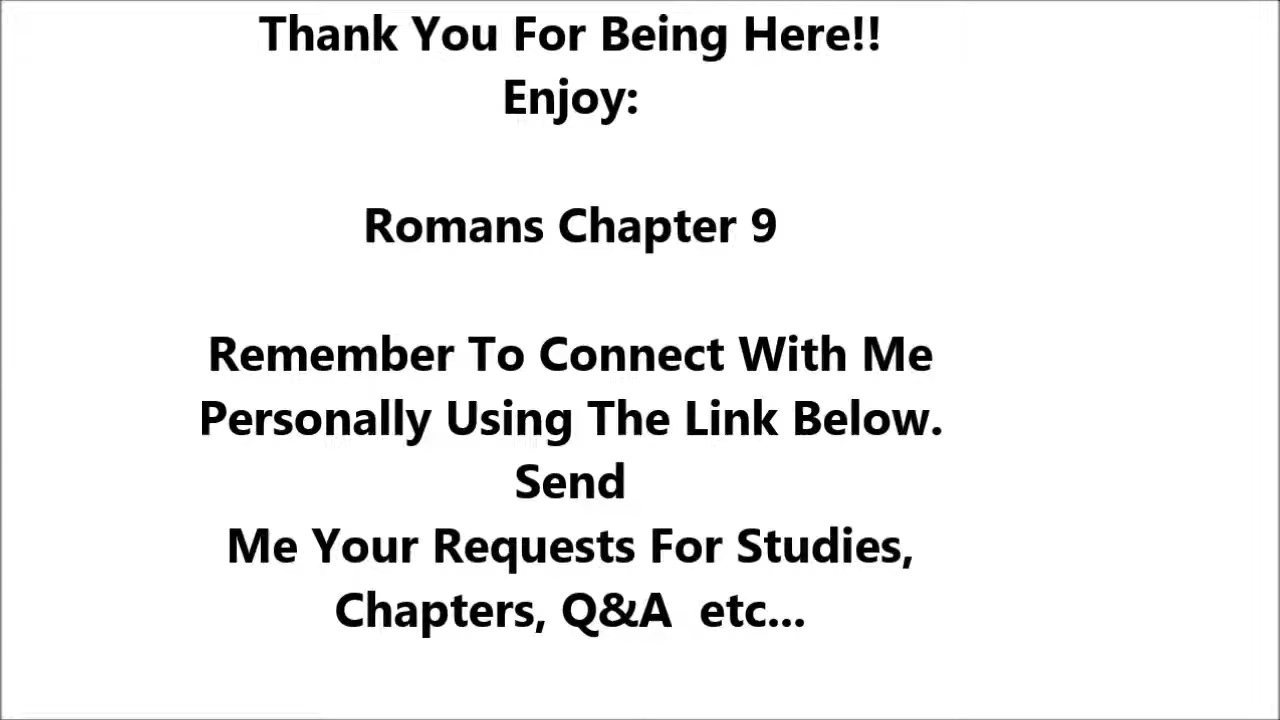 Thank You For Being Here!!
Enjoy:
Romans Chapter 9
Remember To Connect With Me
Personally Using The Link Below.
Send
Me Your Requests For Studies,
Chapters, Q&A  etc...